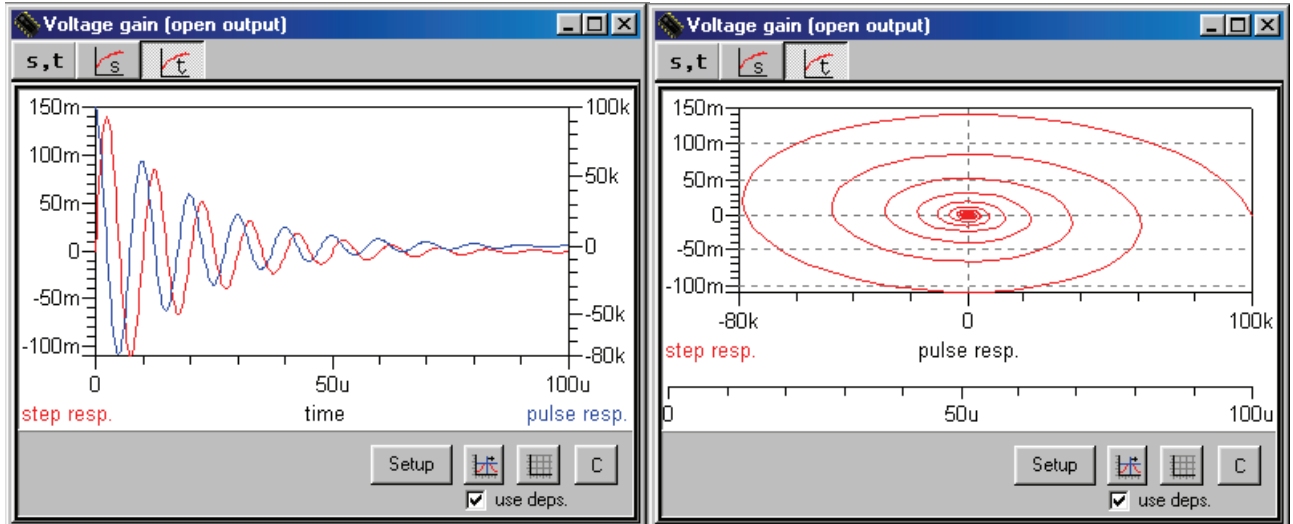 Voltage gain (open output)
s,t s t
150m 100k
100m
50k
50m
0 0
-50m
-50k
-100m -80k
0 50u 100u
step resp. time pulse resp.
Setup C
use deps.
Voltage gain (open output)
s,t s t
150m
100m
50m
0
-50m
-100m
-80k 0 100k
step resp. pulse resp.
0 50u 100u
Setup C
use deps.